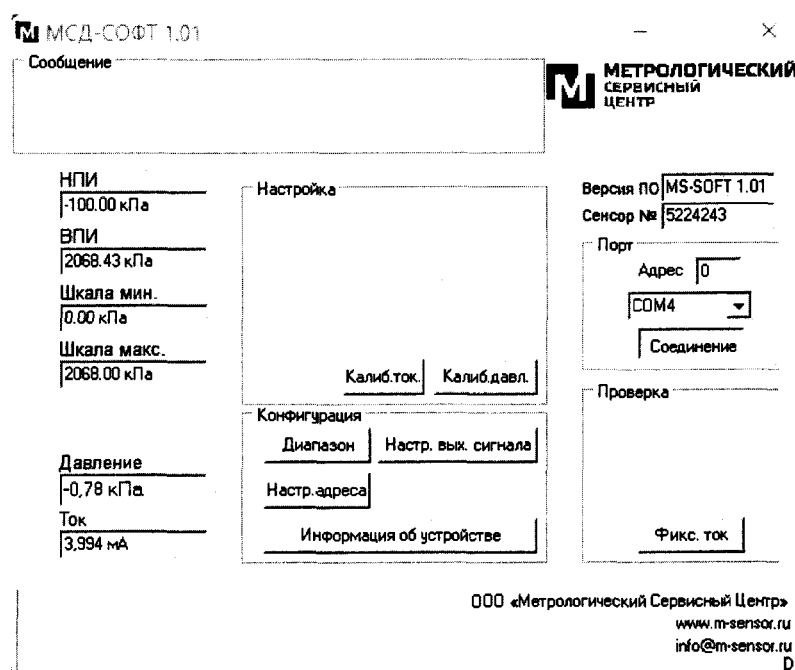 МСД-СОФТ 1.01
Сообщение
МЕТРОЛОГИЧЕСКИЙ
СЕРВИСНЫЙ
ЦЕНТР
НПИ
-100.00 кПа
ВПИ
2068.43 кПа
Шкала мин.
0.00 кПа
Шкала макс.
2068.00 кПа
Давление
-0,78 кПа
Ток
3,994 мА
Настройка
Калиб.ток.
Калиб.давл.
Конфигурация
Диапазон
Настр. вых. сигнала
Настр.адреса
Информация об устройстве
Версия ПО MS-SOFT 1.01
Сенсор № 5224243
Порт
Адрес 0
COM4
Соединение
Проверка
Фикс. ток
ООО «Метрологический Сервисный Центр»
www.m-sensor.ru
info@m-sensor.ru
D